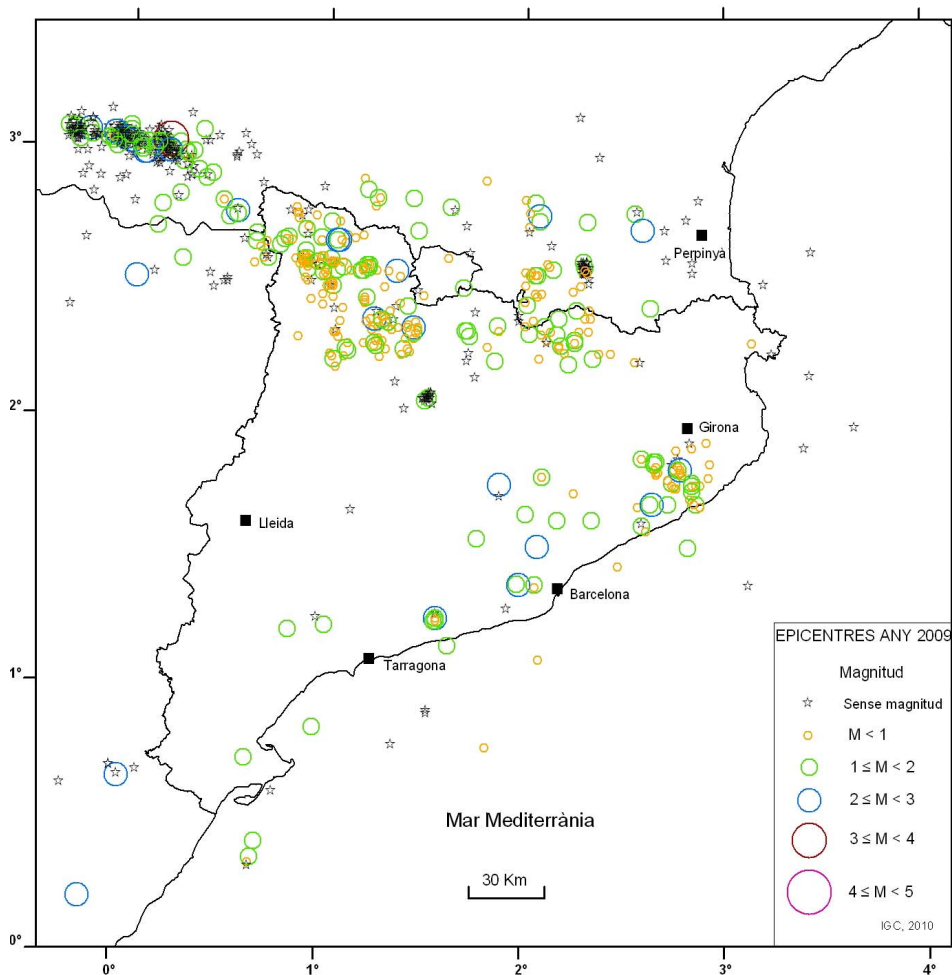 3°
Perpinyà
2°
Girona
Lleida
Barcelona
1°
Tarragona
Mar Mediterrània
30 Km
0°
0°
1°
2°
3°
4°
EPICENTRES ANY 2009
Magnitud
Sense magnitud
M < 1
1 ≤ M < 2
2 ≤ M < 3
3 ≤ M < 4
4 ≤ M < 5
IGC, 2010